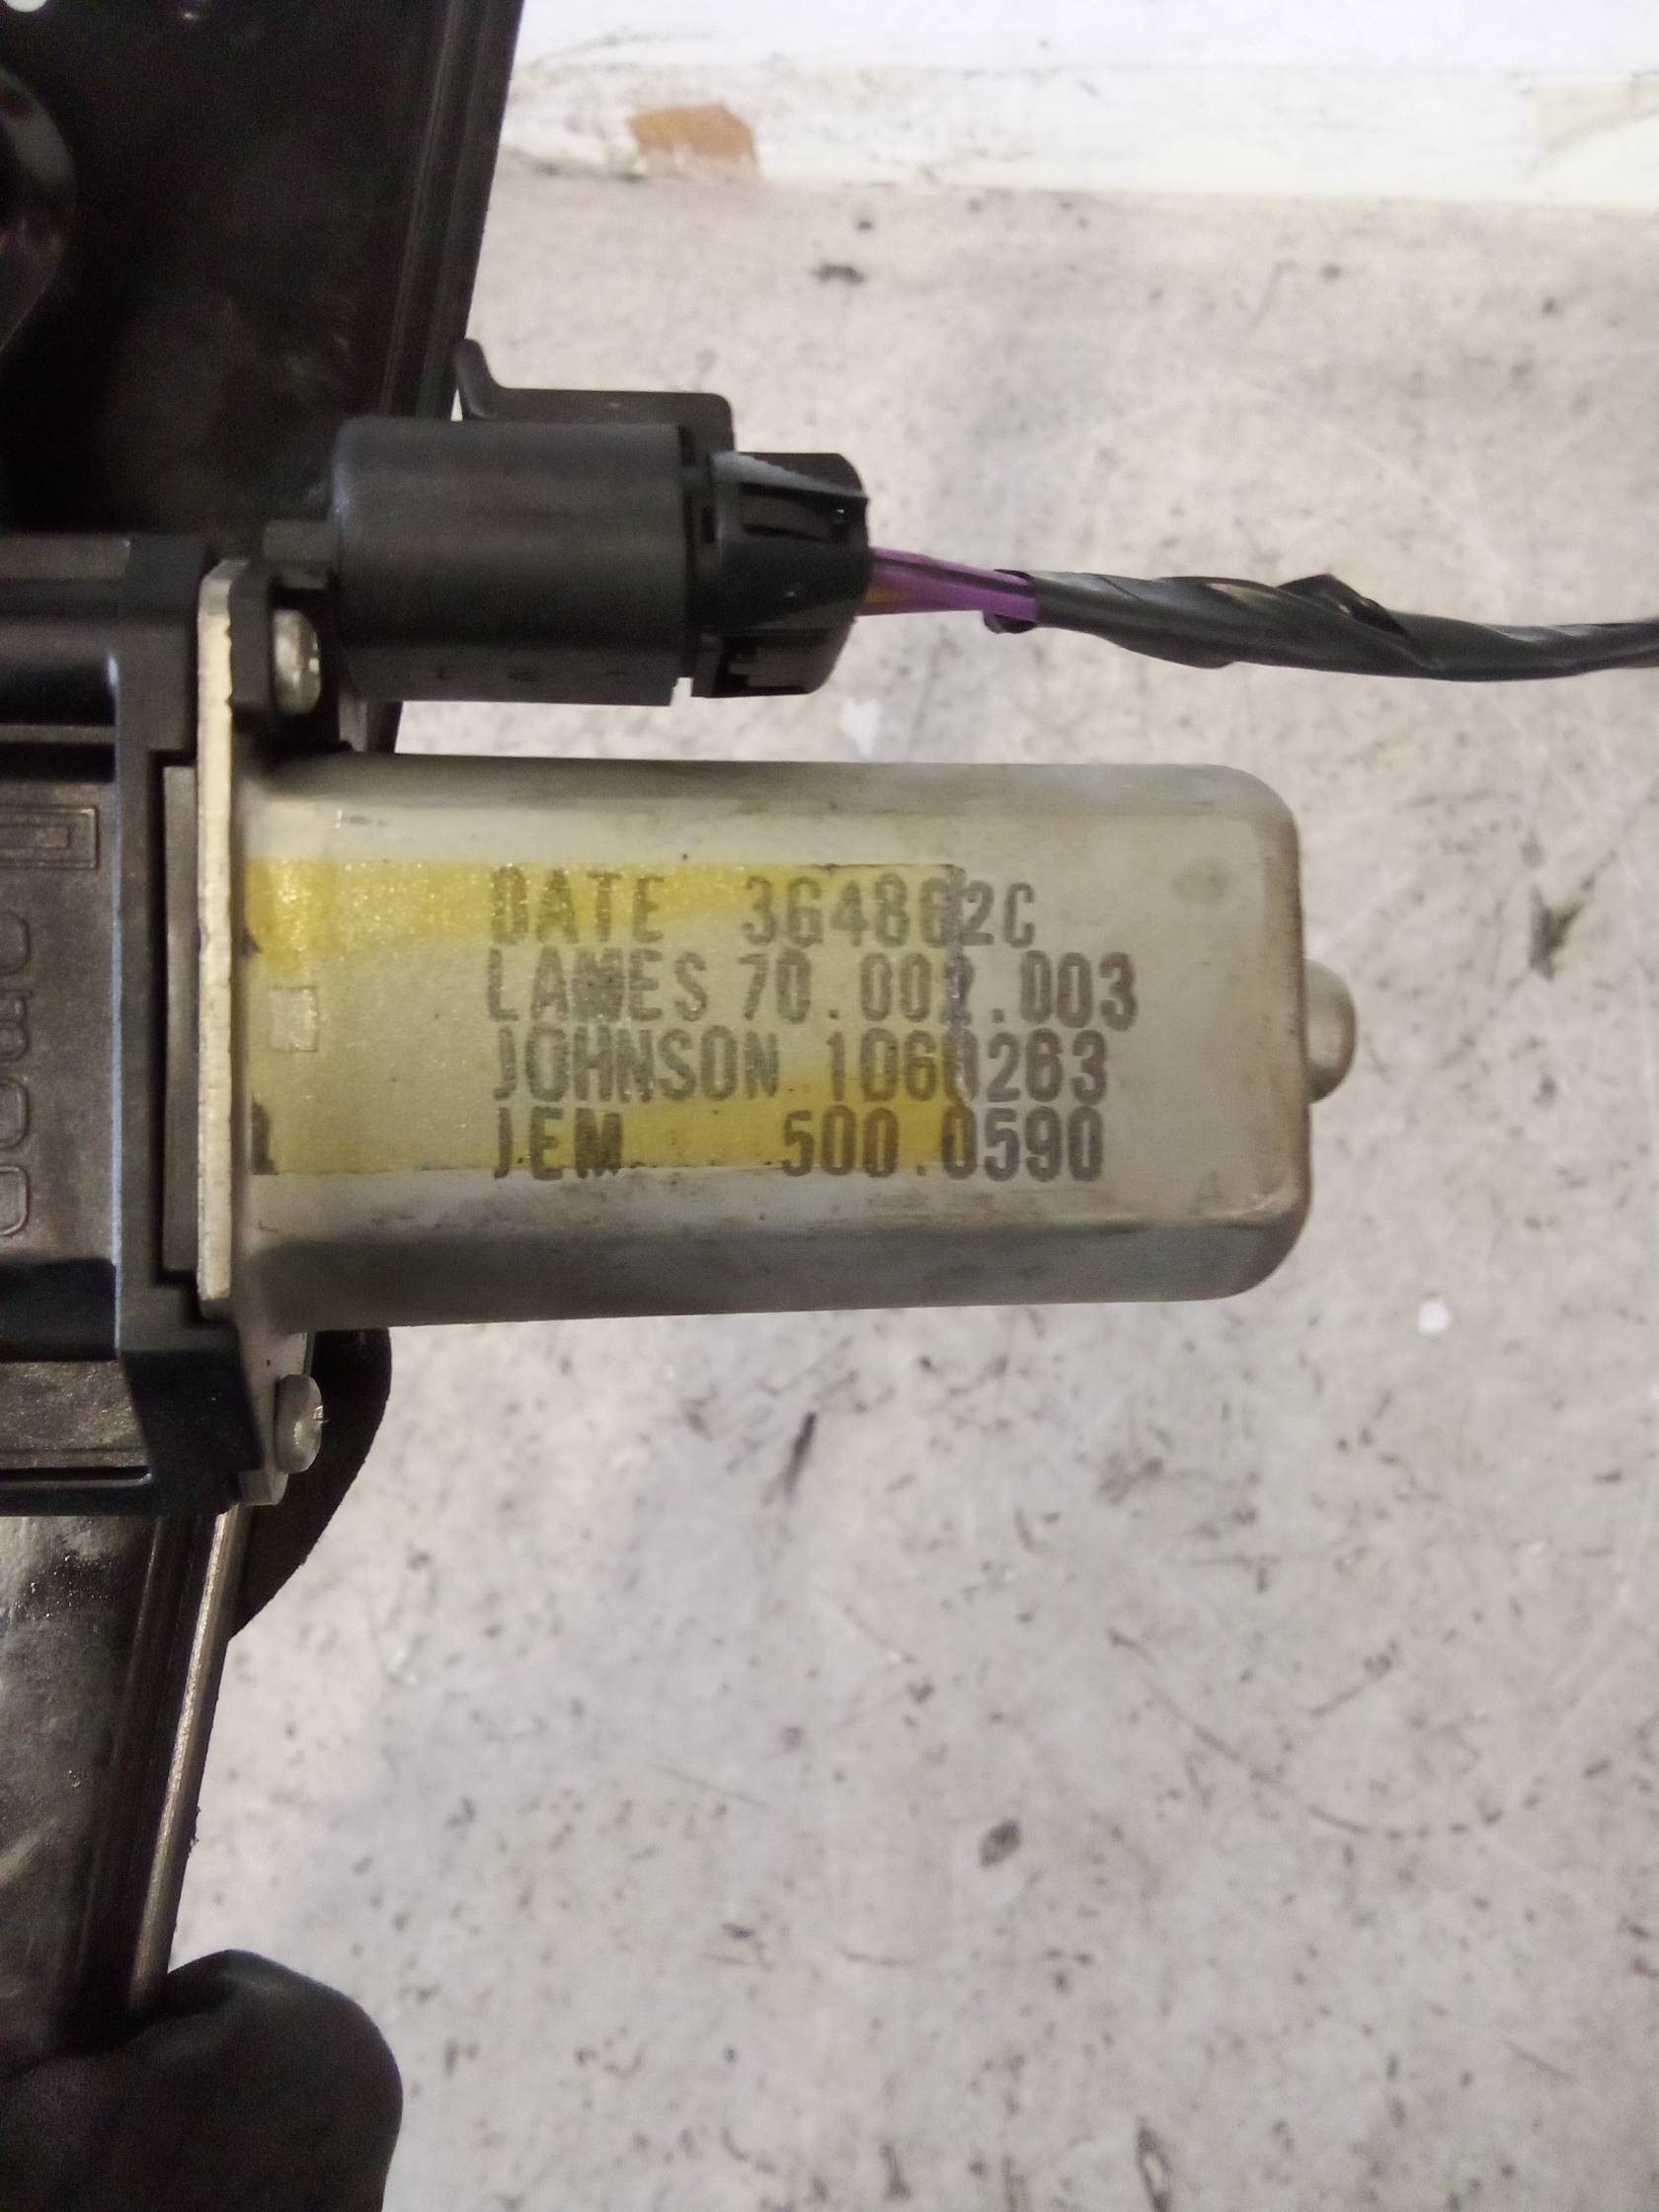 DATE 3G4862C
LAMES 70.002.003
JOHNSON 1060263
JEM 500.0590